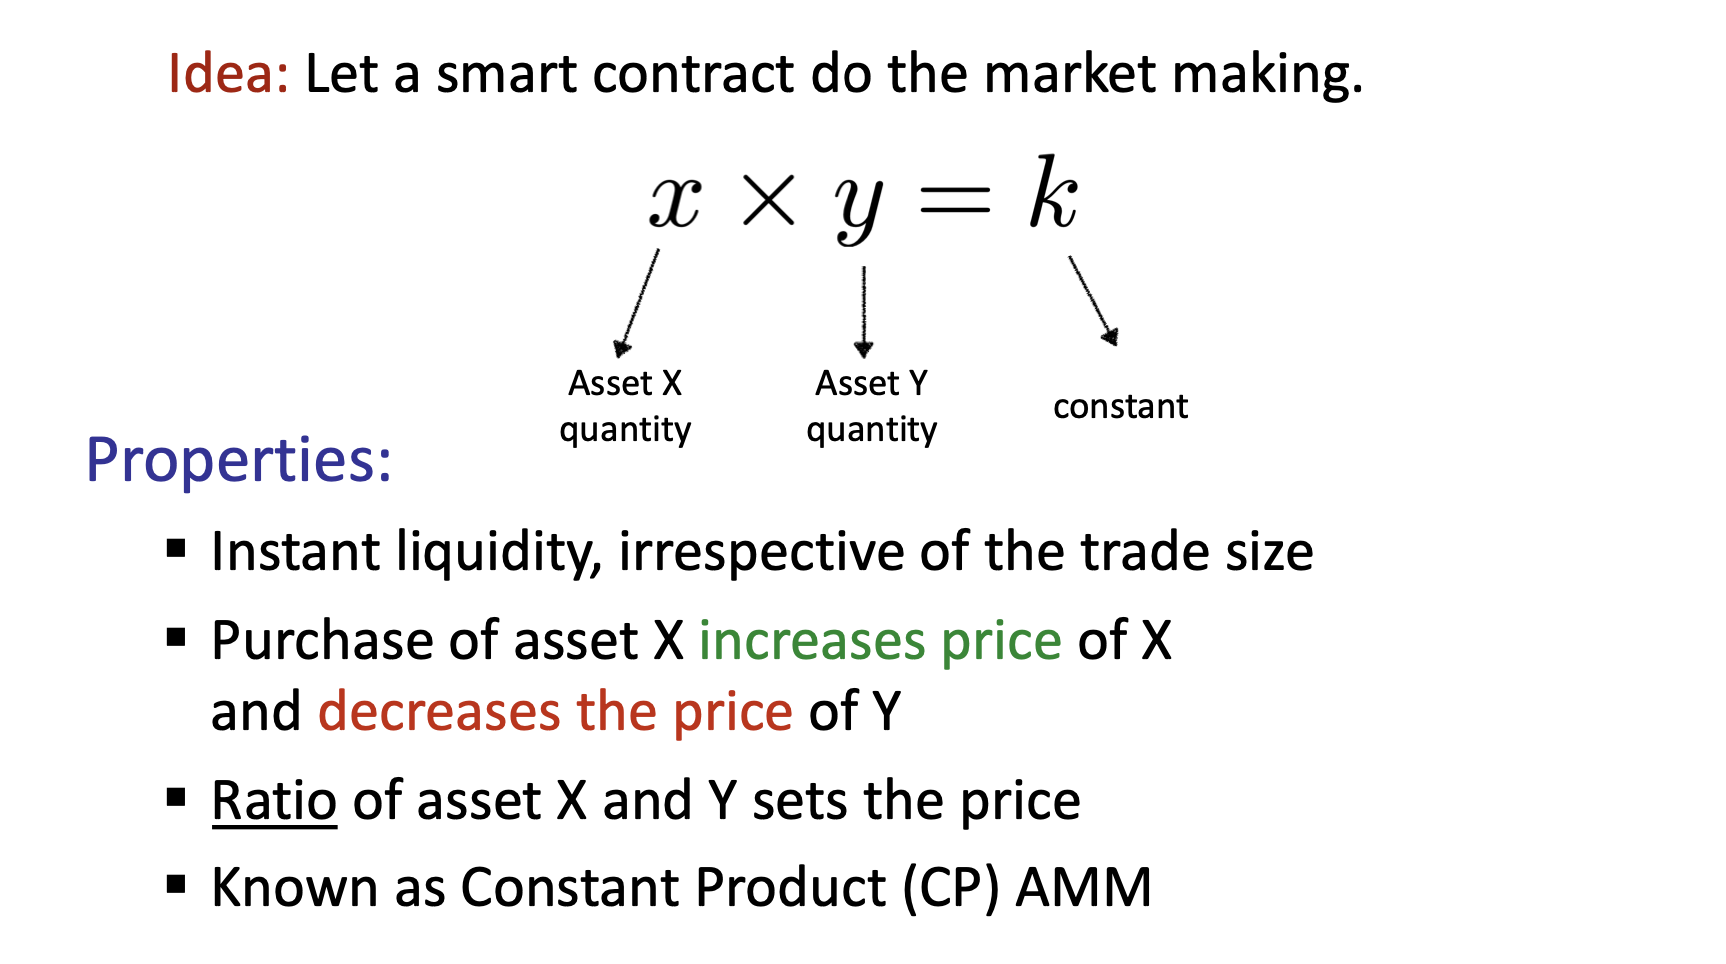 Idea: Let a smart contract do the market making.
x × y = k
Asset X
quantity
Asset Y
quantity
constant
Properties:
▪ Instant liquidity, irrespective of the trade size
▪ Purchase of asset X increases price of X
and decreases the price of Y
▪ Ratio of asset X and Y sets the price
▪ Known as Constant Product (CP) AMM